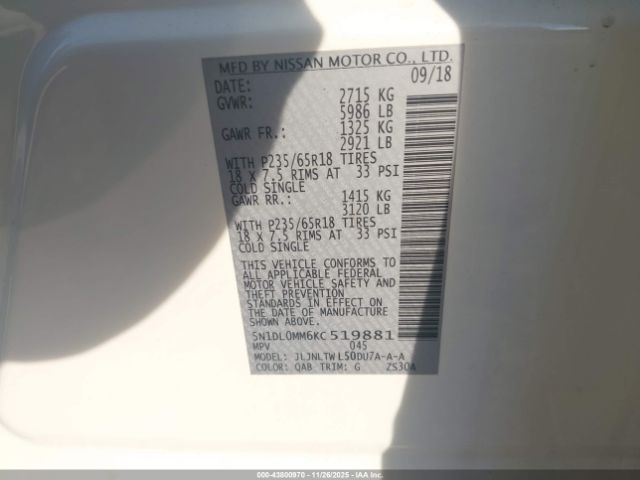 MFD BY NISSAN MOTOR CO., LTD.
DATE: 09/18
GVWR: 2715 KG
5986 LB
GAWR FR.: 1325 KG
2921 LB
WITH P235/65R18 TIRES
18 X 7.5 RIMS AT 33 PSI
COLD SINGLE
GAWR RR.: 1415 KG
3120 LB
WITH P235/65R18 TIRES
18 X 7.5 RIMS AT 33 PSI
COLD SINGLE
THIS VEHICLE CONFORMS TO
ALL APPLICABLE FEDERAL
MOTOR VEHICLE SAFETY AND
THEFT PREVENTION
STANDARDS IN EFFECT ON
THE DATE OF MANUFACTURE
SHOWN ABOVE.
5N1DL0MM6KC 519881
MPV 045
MODEL: JLJNLTW L50DU7A-A-A
COLOR: QAB TRIM: G ZS30A
000-43800970 | 11/26/2025 | IAA, Inc.